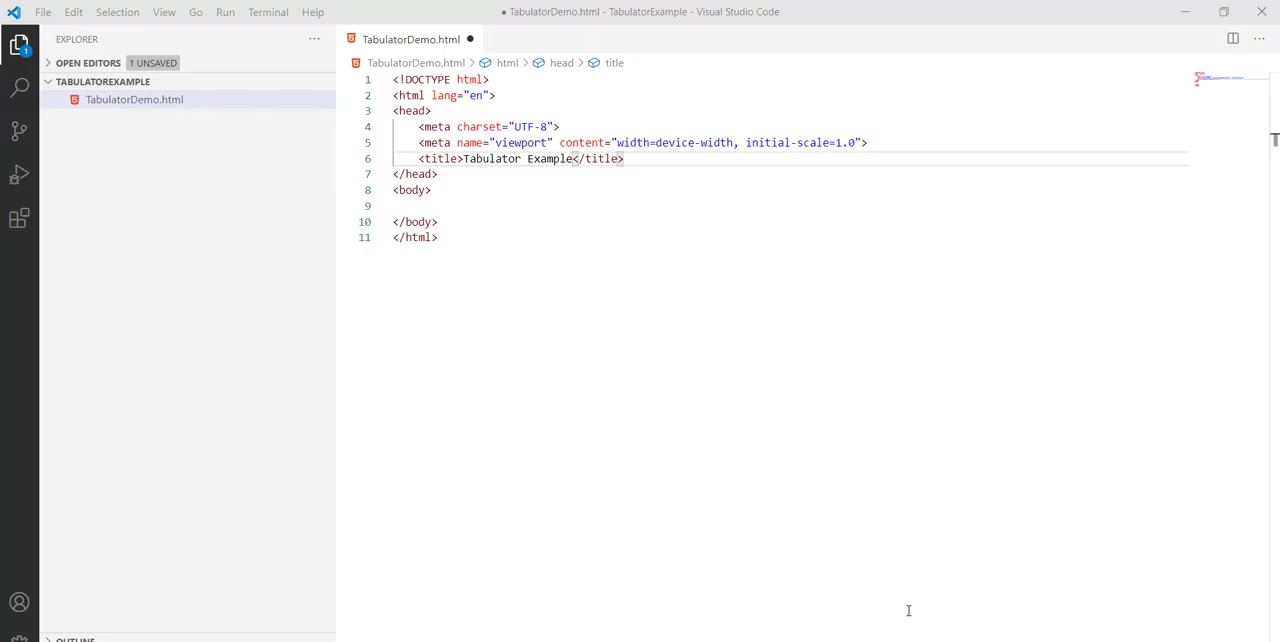 File Edit Selection View Go Run Terminal Help
● TabulatorDemo.html - TabulatorExample - Visual Studio Code
EXPLORER
OPEN EDITORS 1 UNSAVED
TABULATOREXAMPLE
TabulatorDemo.html
1
TabulatorDemo.html ●
TabulatorDemo.html > html > head > title
1 <!DOCTYPE html>
2 <html lang="en">
3 <head>
4 <meta charset="UTF-8">
5 <meta name="viewport" content="width=device-width, initial-scale=1.0">
6 <title>Tabulator Example</title>
7 </head>
8 <body>
9
10 </body>
11 </html>
OUTLINE